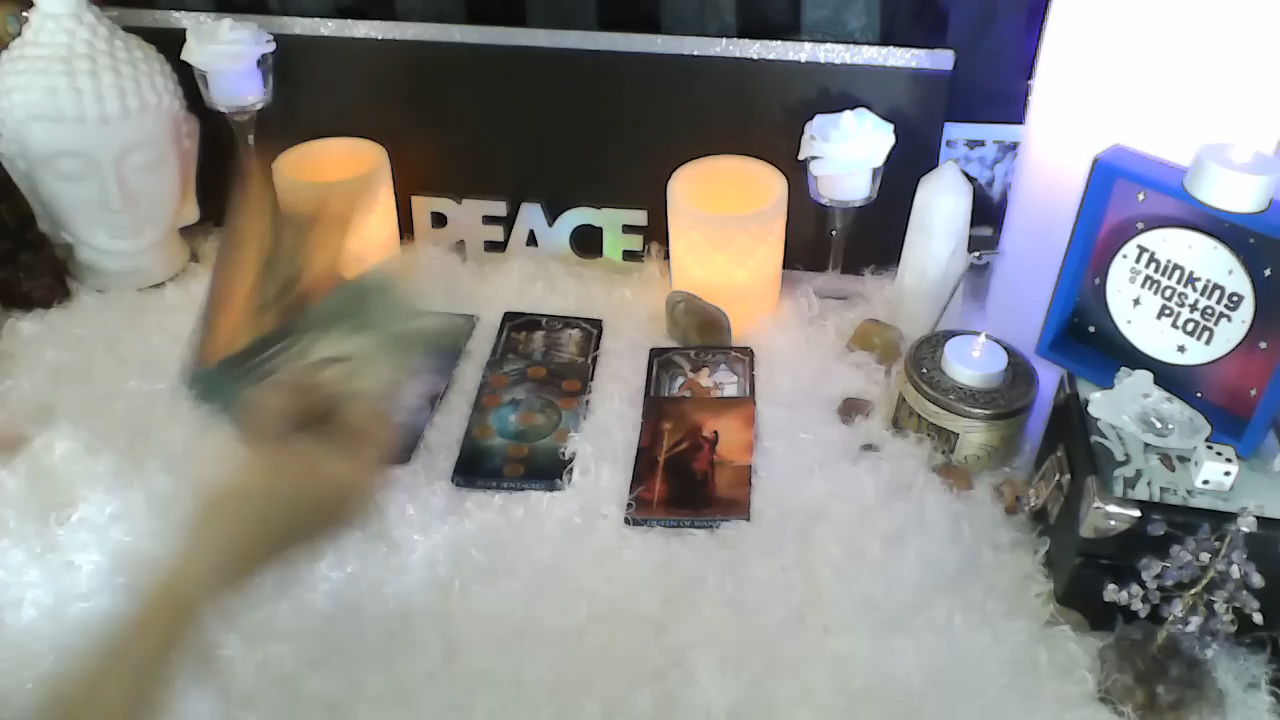 PEACE
Thinking
of a master
PLAN
QUEEN OF WANDS